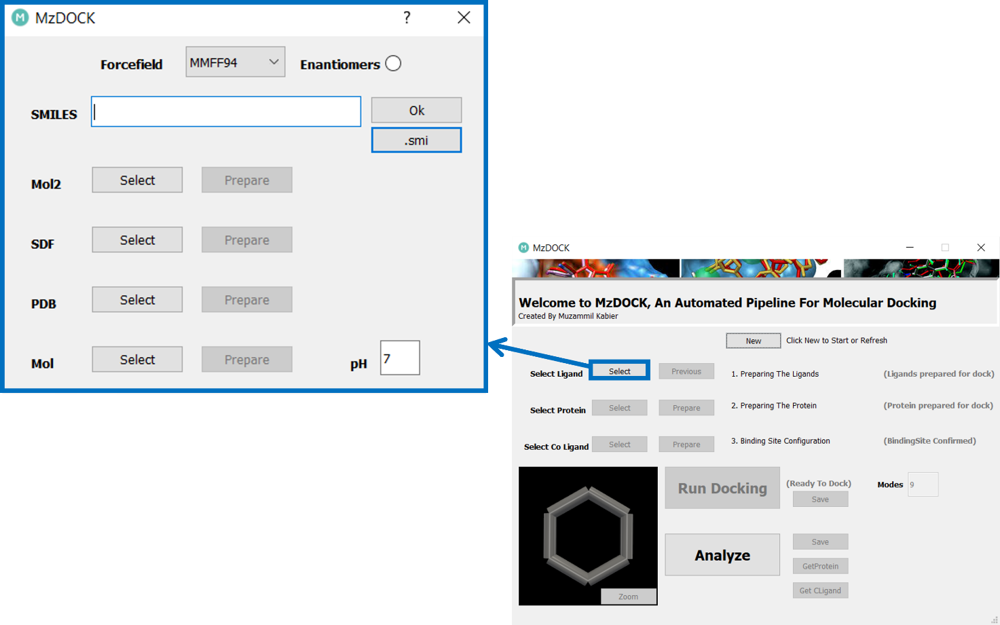 M MzDOCK ?
Forcefield MMFF94 Enantiomers
SMILES Ok
.smi
Mol2 Select Prepare
SDF Select Prepare
PDB Select Prepare
Mol Select Prepare pH 7
M MzDOCK
Welcome to MzDOCK, An Automated Pipeline For Molecular Docking
Created By Muzammil Kabier
New Click New to Start or Refresh
Select Ligand Select Previous 1. Preparing The Ligands (Ligands prepared for dock)
Select Protein Select Prepare 2. Preparing The Protein (Protein prepared for dock)
Select Co Ligand Select Prepare 3. Binding Site Configuration (BindingSite Confirmed)
Run Docking (Ready To Dock) Modes 9
Save
Analyze Save
GetProtein
Get CLigand
Zoom